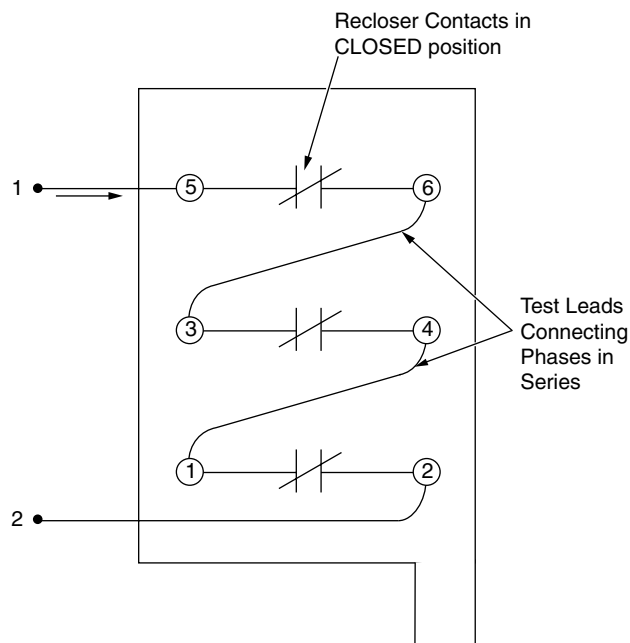 Recloser Contacts in
CLOSED position
1
5
6
3
4
Test Leads
Connecting
Phases in
Series
1
2
2